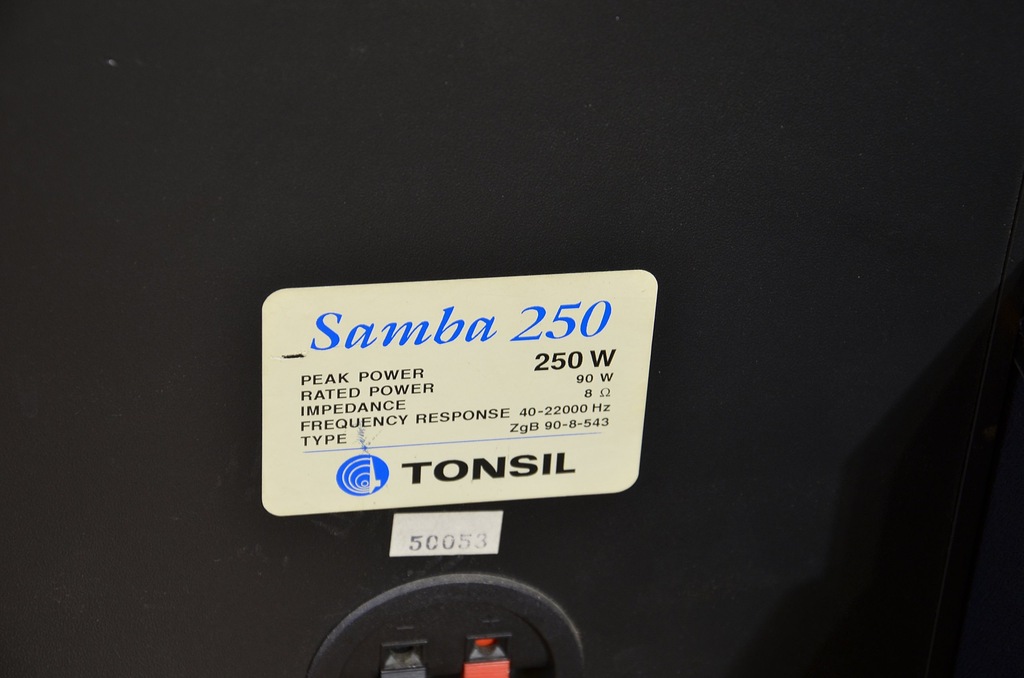 Samba 250
PEAK POWER 250 W
RATED POWER 90 W
IMPEDANCE 8 Ω
FREQUENCY RESPONSE 40-22000 Hz
TYPE ZgB 90-8-543
TONSIL
50053
- +